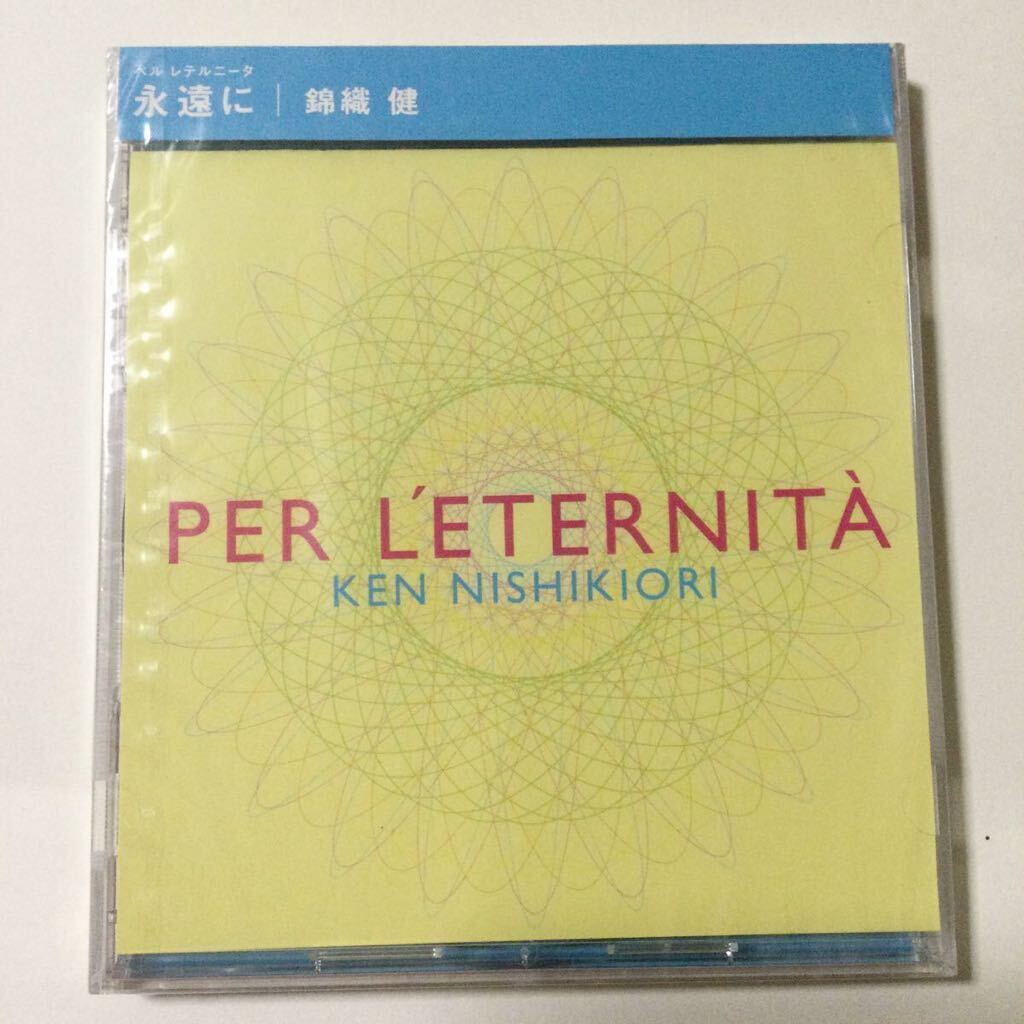 ペル レテルニータ
永遠に | 錦織 健
PER L'ETERNITÀ
KEN NISHIKIORI